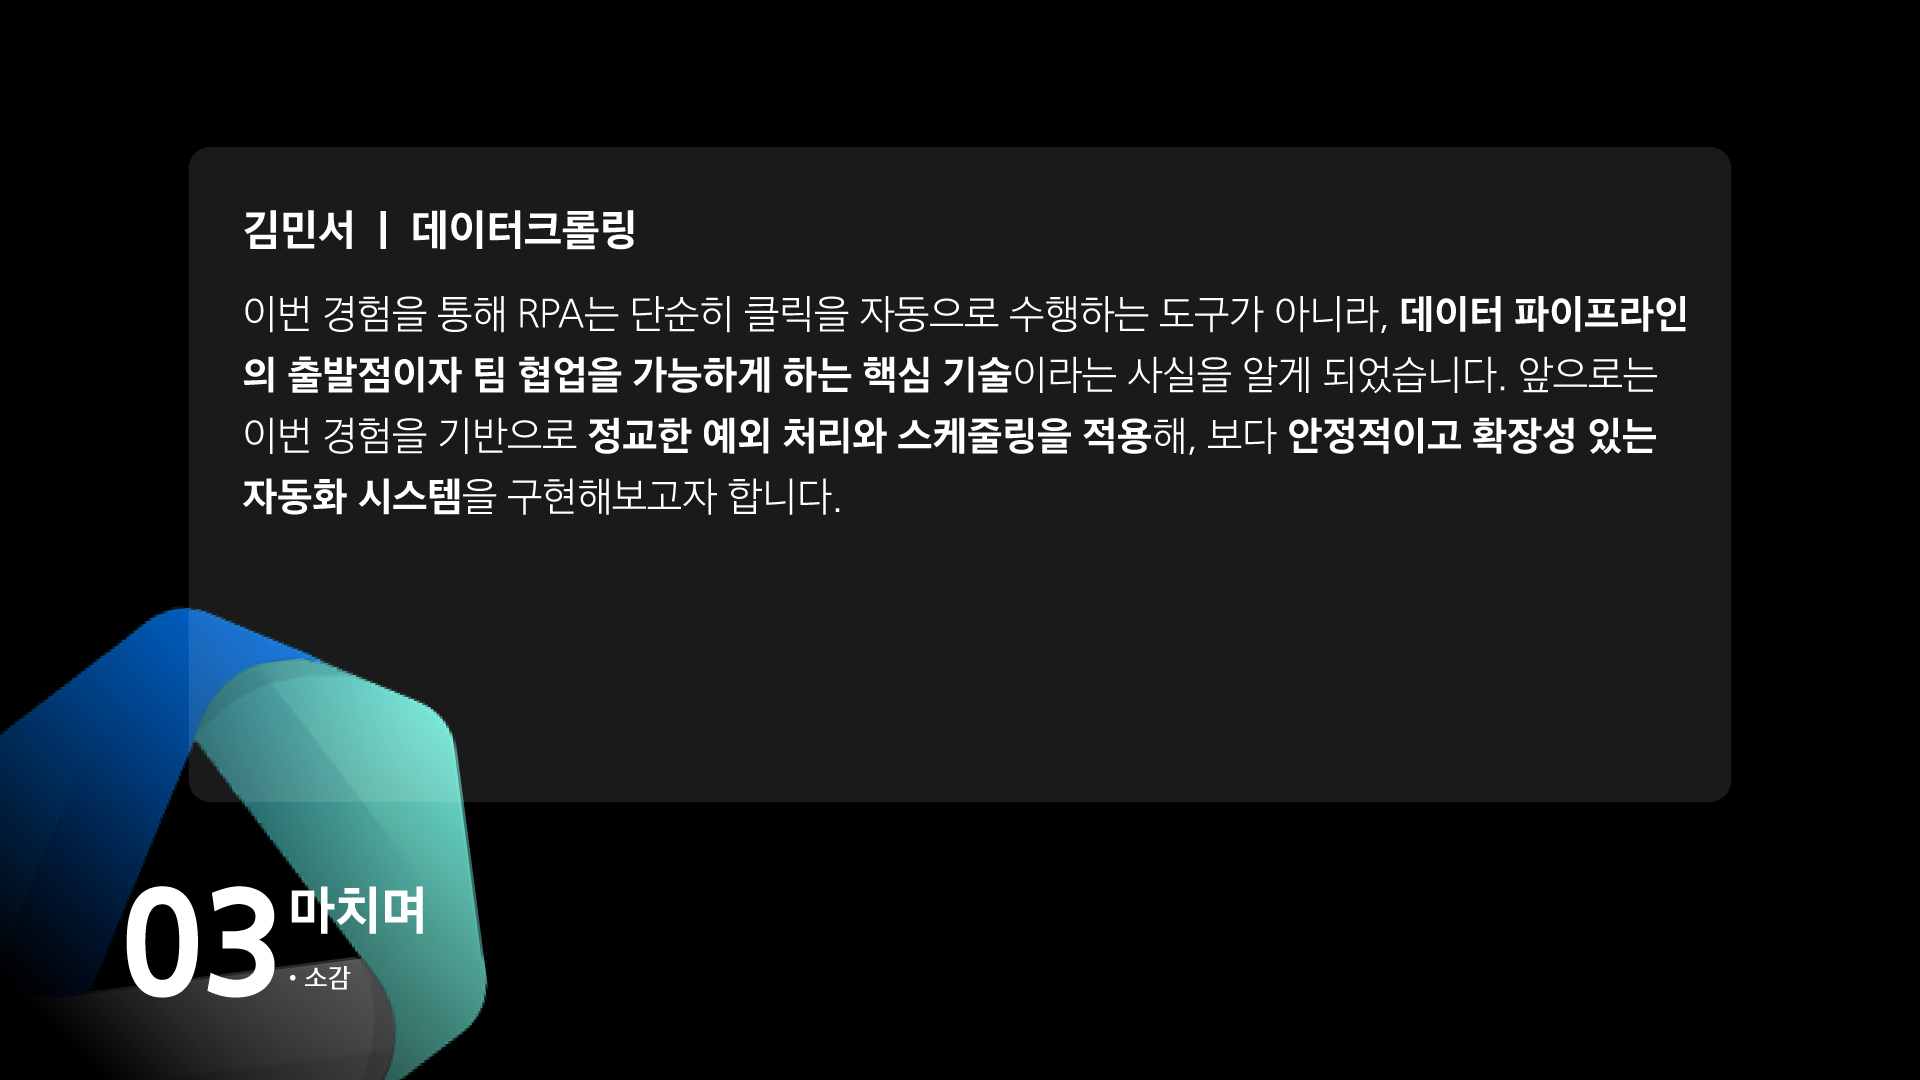 김민서 | 데이터크롤링
이번 경험을 통해 RPA는 단순히 클릭을 자동으로 수행하는 도구가 아니라, 데이터 파이프라인
의 출발점이자 팀 협업을 가능하게 하는 핵심 기술이라는 사실을 알게 되었습니다. 앞으로는
이번 경험을 기반으로 정교한 예외 처리와 스케줄링을 적용해, 보다 안정적이고 확장성 있는
자동화 시스템을 구현해보고자 합니다.
03 마치며
• 소감